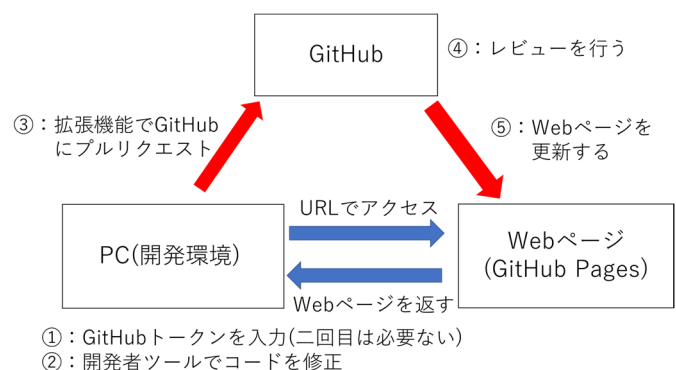 GitHub
④：レビューを行う
③：拡張機能でGitHub
にプルリクエスト
⑤：Webページを
更新する
URLでアクセス
PC(開発環境)
Webページ
(GitHub Pages)
Webページを返す
①：GitHubトークンを入力(二回目は必要ない)
②：開発者ツールでコードを修正